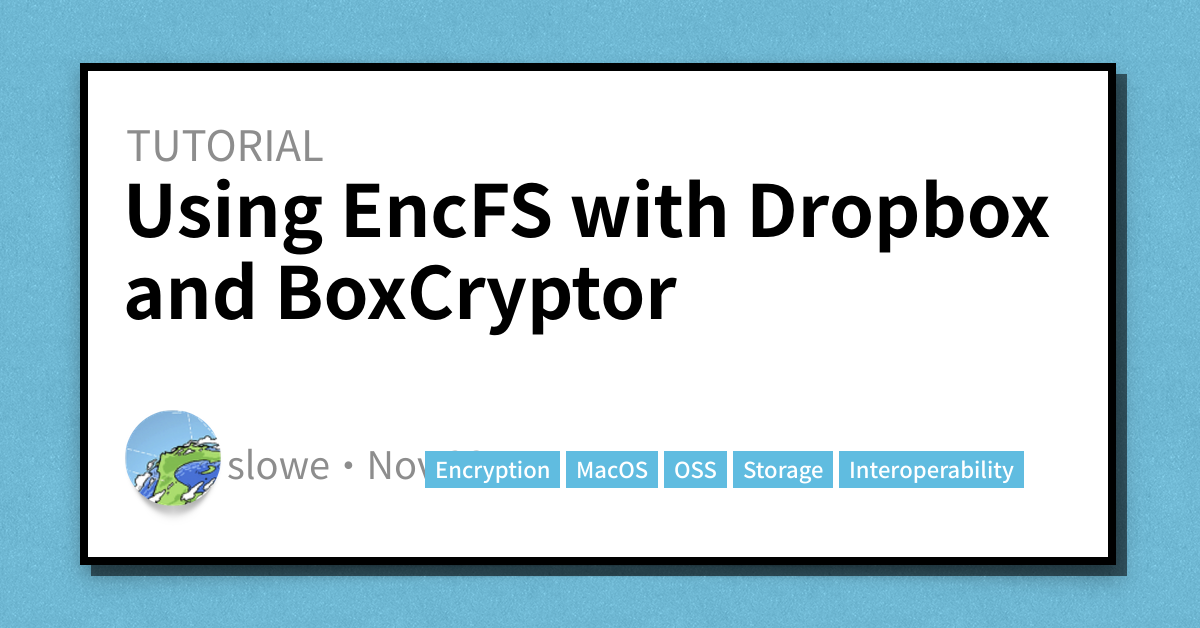 TUTORIAL
Using EncFS with Dropbox
and BoxCryptor
slowe • Nov
Encryption MacOS OSS Storage Interoperability